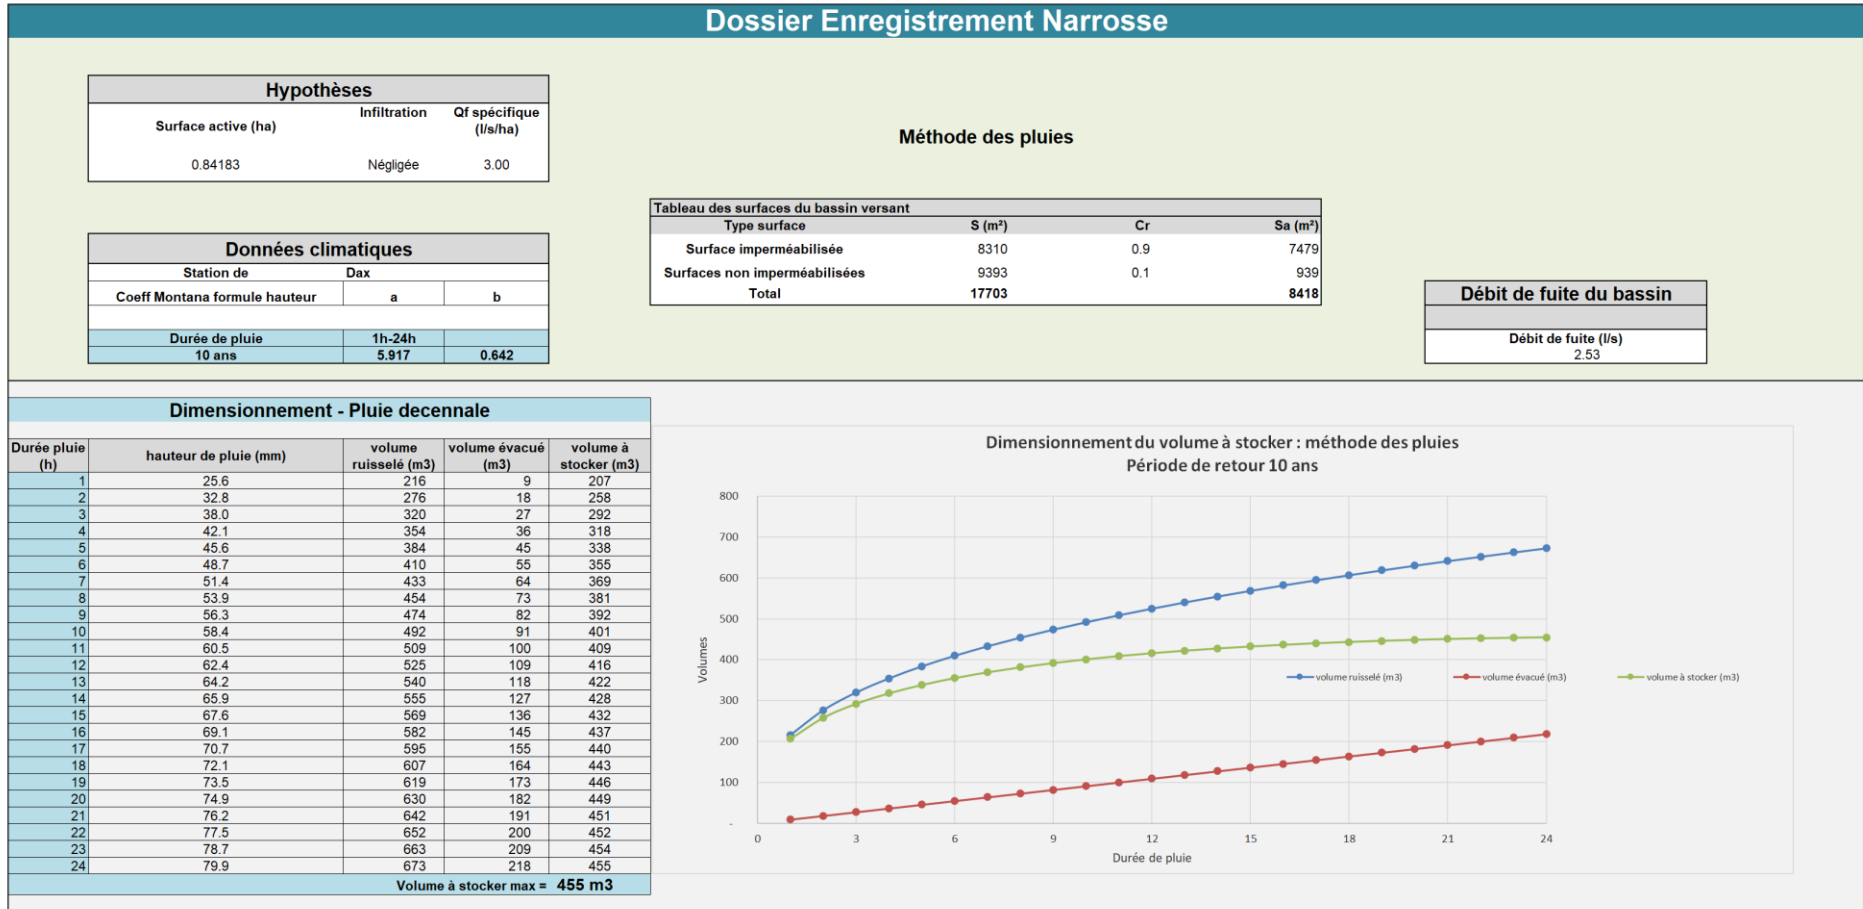 Dossier Enregistrement Narrosse
Hypothèses
Surface active (ha) Infiltration Qf spécifique (l/s/ha)
0.84183 Négligée 3.00
Méthode des pluies
Tableau des surfaces du bassin versant
Type surface S (m²) Cr Sa (m²)
Surface imperméabilisée 8310 0.9 7479
Surfaces non imperméabilisées 9393 0.1 939
Total 17703 8418
Données climatiques
Station de Dax
Coeff Montana formule hauteur a b
Durée de pluie 1h-24h
10 ans 5.917 0.642
Débit de fuite du bassin
Débit de fuite (l/s)
2.53
Dimensionnement - Pluie decennale
Durée pluie (h) hauteur de pluie (mm) volume ruisselé (m3) volume évacué (m3) volume à stocker (m3)
1 25.6 216 9 207
2 32.8 276 18 258
3 38.0 320 27 292
4 42.1 354 36 318
5 45.6 384 45 338
6 48.7 410 55 355
7 51.4 433 64 369
8 53.9 454 73 381
9 56.3 474 82 392
10 58.4 492 91 401
11 60.5 509 100 409
12 62.4 525 109 416
13 64.2 540 118 422
14 65.9 555 127 428
15 67.6 569 136 432
16 69.1 582 145 437
17 70.7 595 155 440
18 72.1 607 164 443
19 73.5 619 173 446
20 74.9 630 182 449
21 76.2 642 191 451
22 77.5 652 200 452
23 78.7 663 209 454
24 79.9 673 218 455
Volume à stocker max = 455 m3
Dimensionnement du volume à stocker : méthode des pluies
Période de retour 10 ans
800
700
600
500
400
300
200
100
-
Volumes
volume ruisselé (m3) volume évacué (m3) volume à stocker (m3)
0 3 6 9 12 15 18 21 24
Durée de pluie